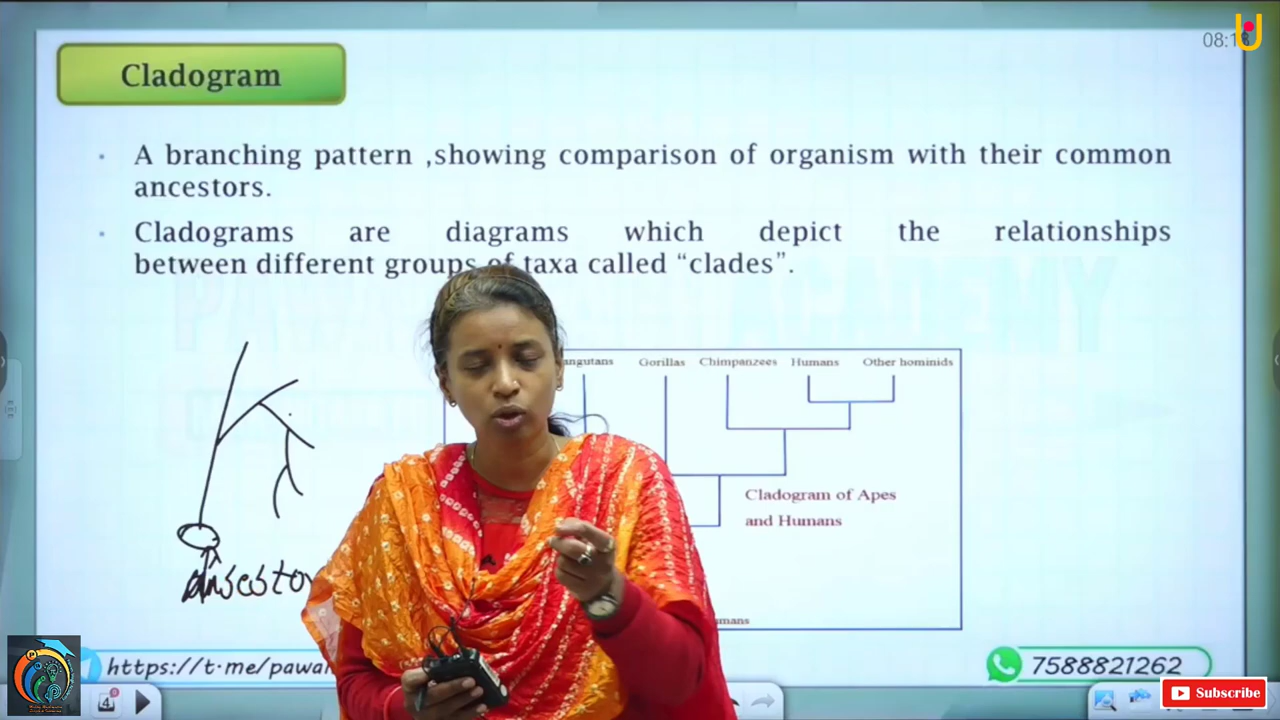 08:1
Cladogram
A branching pattern ,showing comparison of organism with their common
ancestors.
Cladograms are diagrams which depict the relationships
between different groups of taxa called “clades”.
Gorillas Chimpanzees Humans Other hominids
Cladogram of Apes
and Humans
https://t.me/pawan
7588821262
4
Subscribe